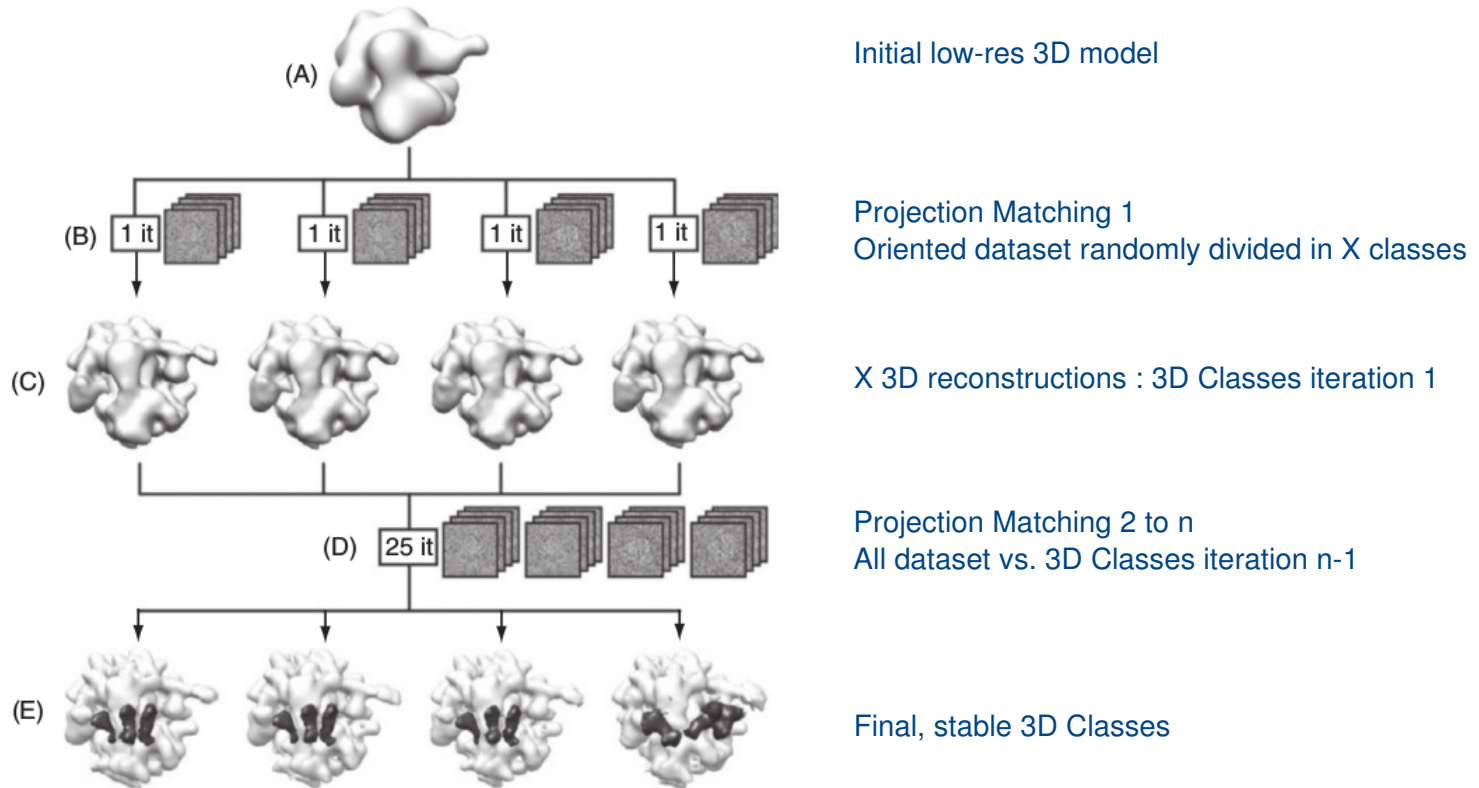 (A)
Initial low-res 3D model
(B)
1 it
1 it
1 it
1 it
Projection Matching 1
Oriented dataset randomly divided in X classes
(C)
X 3D reconstructions : 3D Classes iteration 1
(D)
25 it
Projection Matching 2 to n
All dataset vs. 3D Classes iteration n-1
(E)
Final, stable 3D Classes